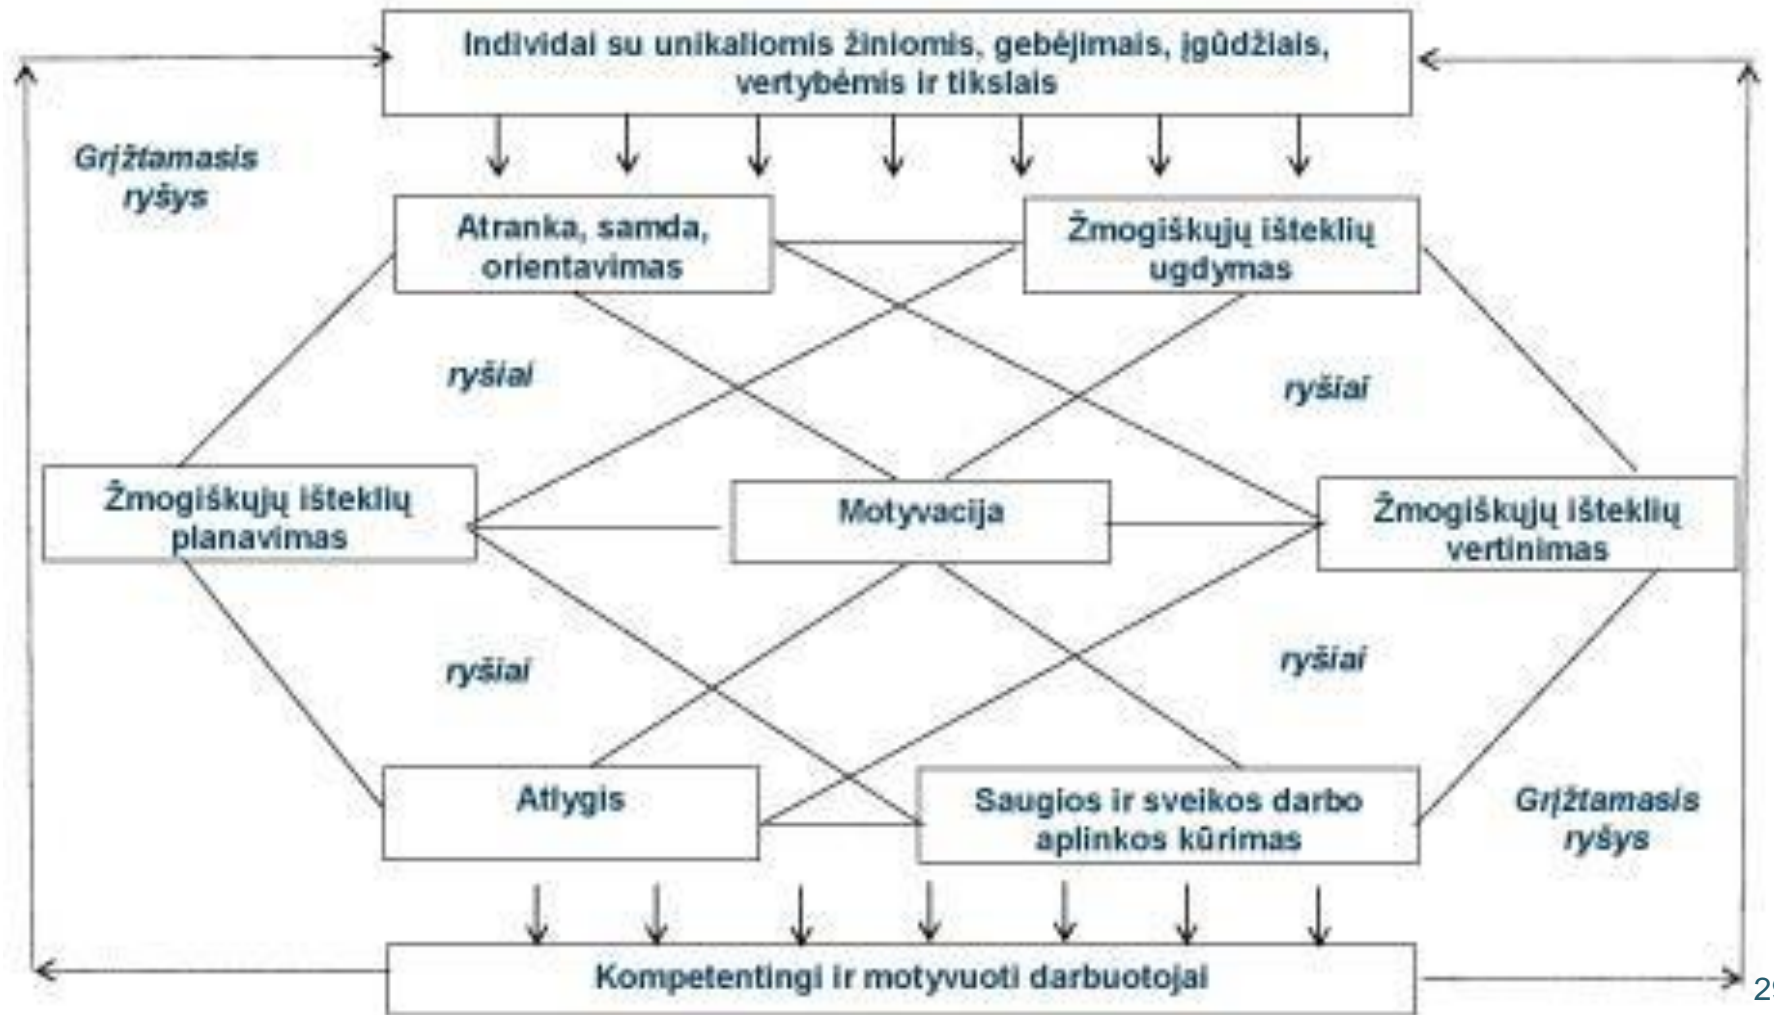 Individai su unikaliomis žiniomis, gebėjimais, įgūdžiais,
vertybėmis ir tikslais
Grįžtamasis
ryšys
Atranka, samda,
orientavimas
Žmogiškųjų išteklių
ugdymas
ryšiai
ryšiai
Žmogiškųjų išteklių
planavimas
Motyvacija
Žmogiškųjų išteklių
vertinimas
ryšiai
ryšiai
Atlygis
Saugios ir sveikos darbo
aplinkos kūrimas
Grįžtamasis
ryšys
Kompetentingi ir motyvuoti darbuotojai